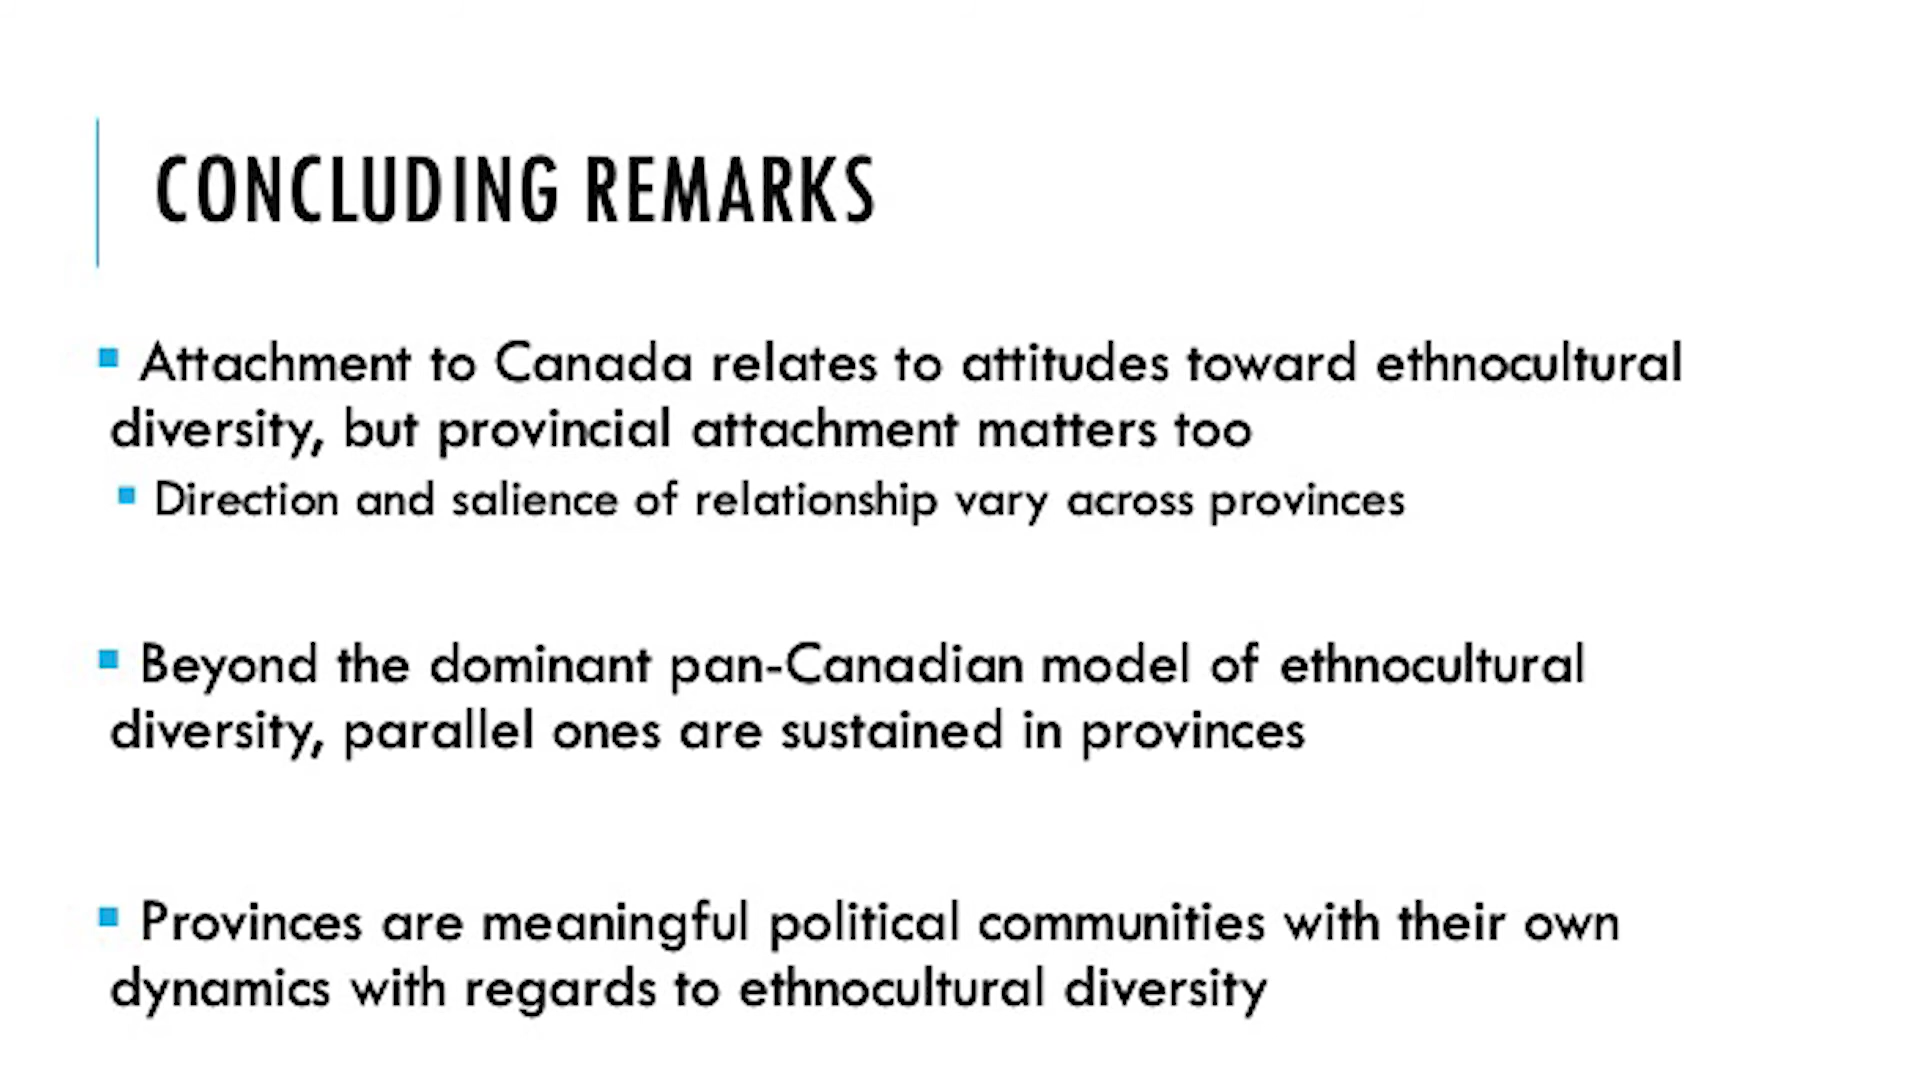 CONCLUDING REMARKS
▪ Attachment to Canada relates to attitudes toward ethnocultural
diversity, but provincial attachment matters too
▪ Direction and salience of relationship vary across provinces
▪ Beyond the dominant pan-Canadian model of ethnocultural
diversity, parallel ones are sustained in provinces
▪ Provinces are meaningful political communities with their own
dynamics with regards to ethnocultural diversity